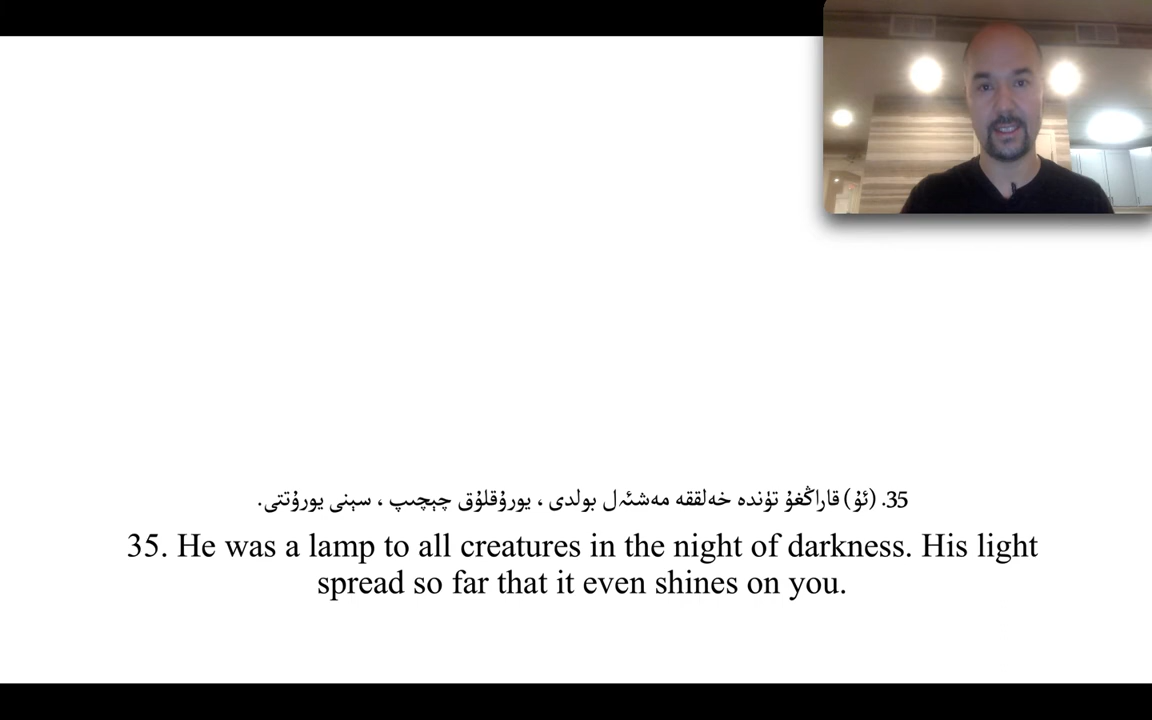 35. (ئۇ) قاراڭغۇ تۈندە خەلققە مەشئەل بولدى ، يورۇقلۇق چېچىپ ، سېنى يورۇتتى.
35. He was a lamp to all creatures in the night of darkness. His light
spread so far that it even shines on you.